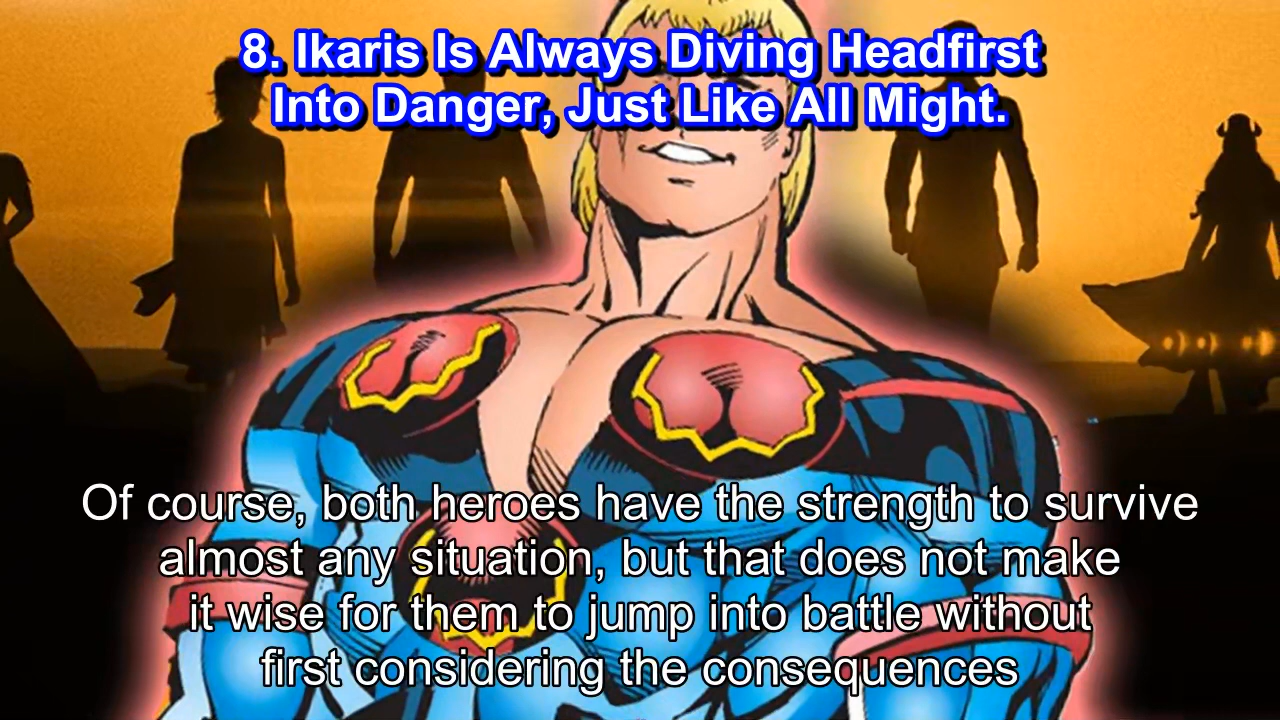 8. Ikaris Is Always Diving Headfirst
Into Danger, Just Like All Might.
Of course, both heroes have the strength to survive
almost any situation, but that does not make
it wise for them to jump into battle without
first considering the consequences